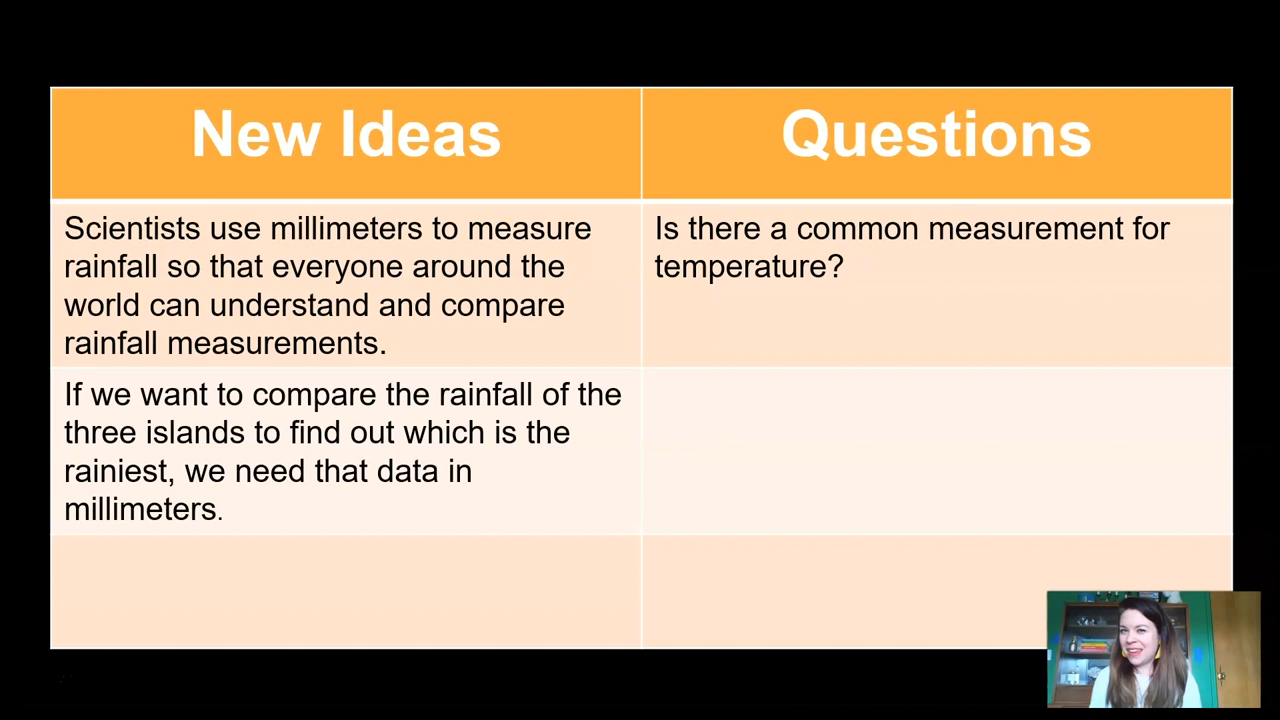 New Ideas
Questions
Scientists use millimeters to measure
rainfall so that everyone around the
world can understand and compare
rainfall measurements.
Is there a common measurement for
temperature?
If we want to compare the rainfall of the
three islands to find out which is the
rainiest, we need that data in
millimeters.